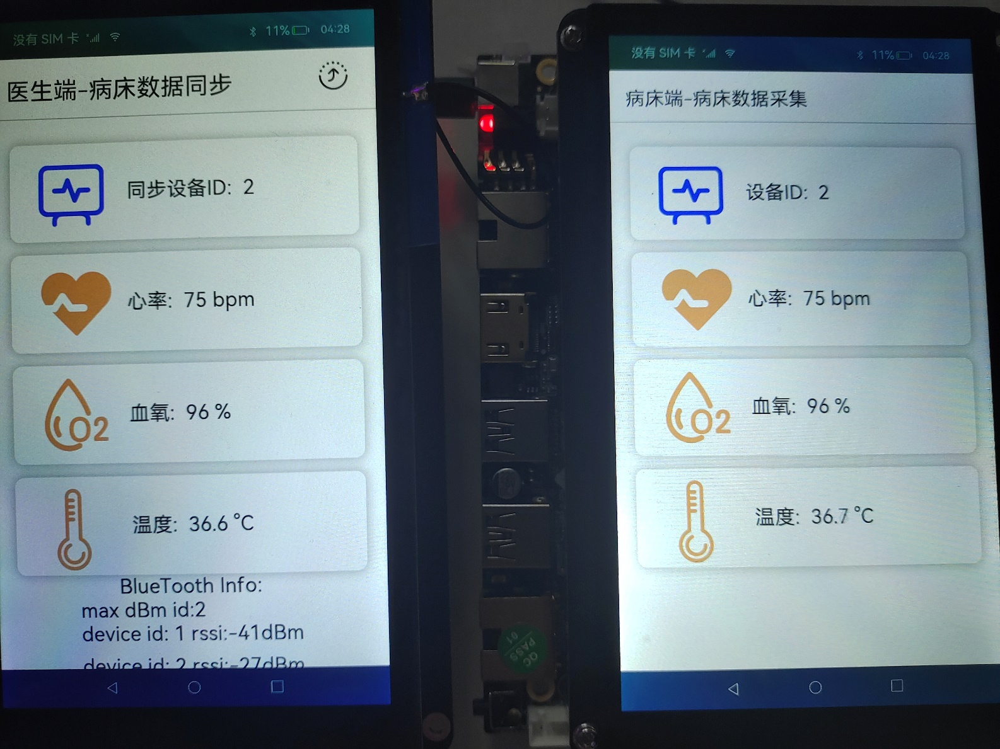 没有 SIM 卡
11%
04:28
医生端-病床数据同步
同步设备ID: 2
心率: 75 bpm
O2
血氧: 96 %
温度: 36.6 °C
BlueTooth Info:
max dBm id:2
device id: 1 rssi:-41dBm
device id: 2 rssi:-27dBm
QC
PASS
01
没有 SIM 卡
11%
04:28
病床端-病床数据采集
设备ID: 2
心率: 75 bpm
O2
血氧: 96 %
温度: 36.7 °C